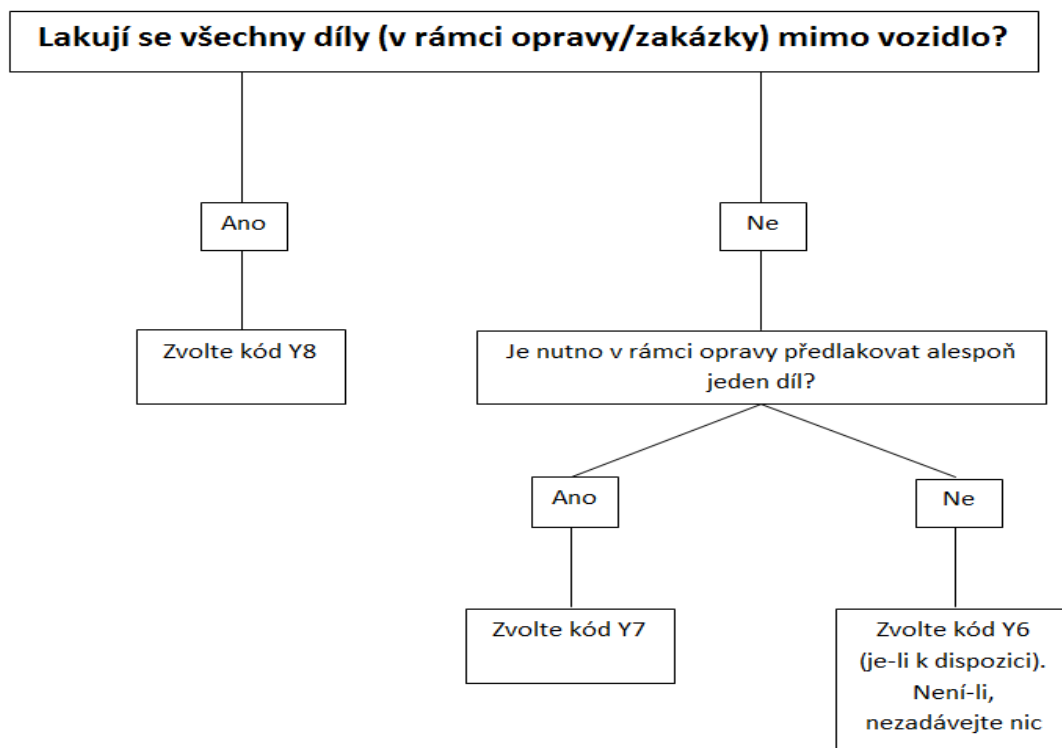 Lakují se všechny díly (v rámci opravy/zakázky) mimo vozidlo?
Ano
Ne
Zvolte kód Y8
Je nutno v rámci opravy předlakovat alespoň
jeden díl?
Ano
Ne
Zvolte kód Y7
Zvolte kód Y6
(je-li k dispozici).
Není-li,
nezadávejte nic